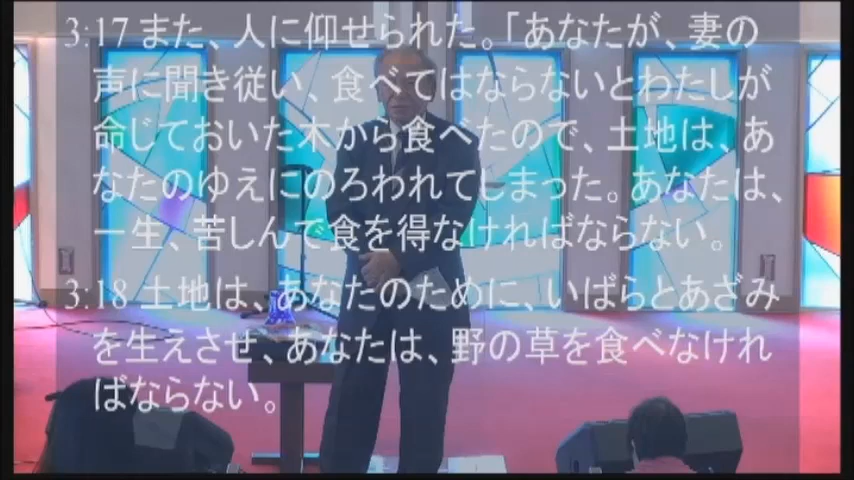 3:17 また、人に仰せられた。「あなたが、妻の
声に聞き従い、食べてはならないとわたしが
命じておいた木から食べたので、土地は、あ
なたのゆえにのろわれてしまった。あなたは、
一生、苦しんで食を得なければならない。
3:18 土地は、あなたのために、いばらとあざみ
を生えさせ、あなたは、野の草を食べなけれ
ばならない。